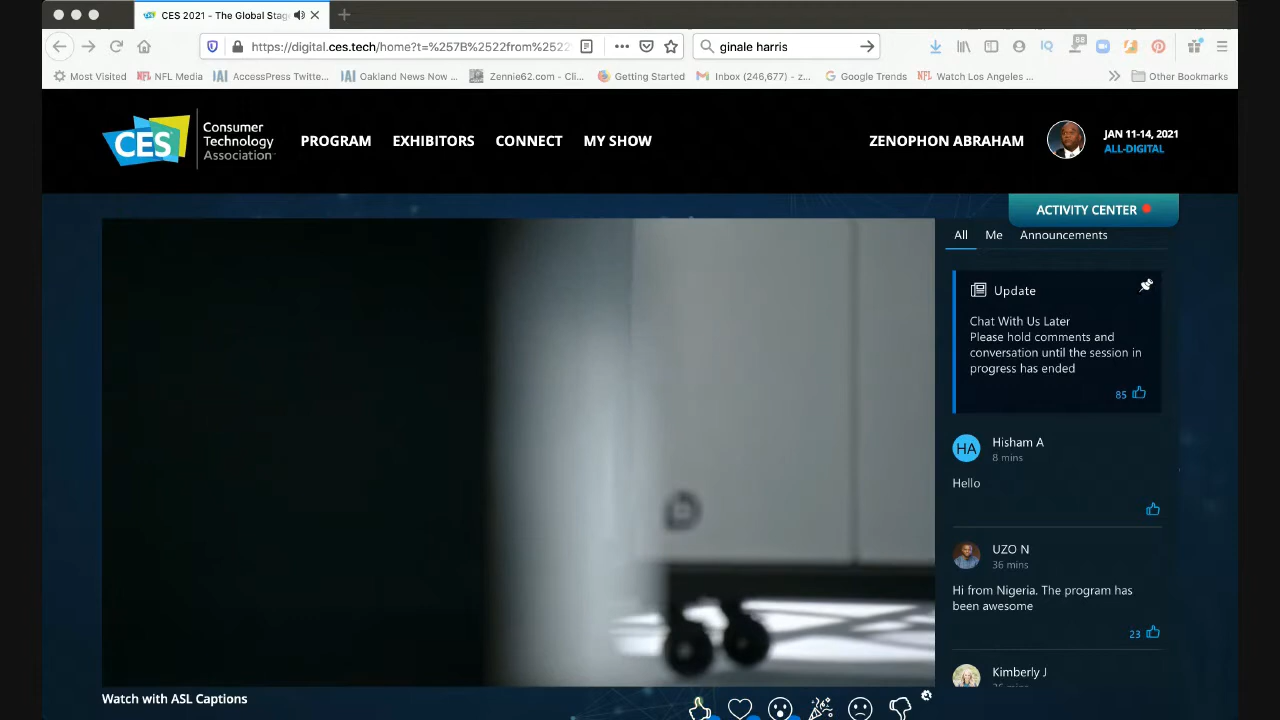 CES 2021 - The Global Stag
https://digital.ces.tech/home?t=%257B%2522from%2522
ginale harris
88
Most Visited
NFL Media
AccessPress Twitte...
Oakland News Now ...
Zennie62.com - Cli...
Getting Started
Inbox (246,677) - z...
Google Trends
Watch Los Angeles ...
Other Bookmarks
CES
Consumer
Technology
Association
PROGRAM
EXHIBITORS
CONNECT
MY SHOW
ZENOPHON ABRAHAM
JAN 11-14, 2021
ALL-DIGITAL
ACTIVITY CENTER
All
Me
Announcements
Update
Chat With Us Later
Please hold comments and
conversation until the session in
progress has ended
85
HA
Hisham A
8 mins
Hello
UZO N
36 mins
Hi from Nigeria. The program has
been awesome
23
Kimberly J
Watch with ASL Captions